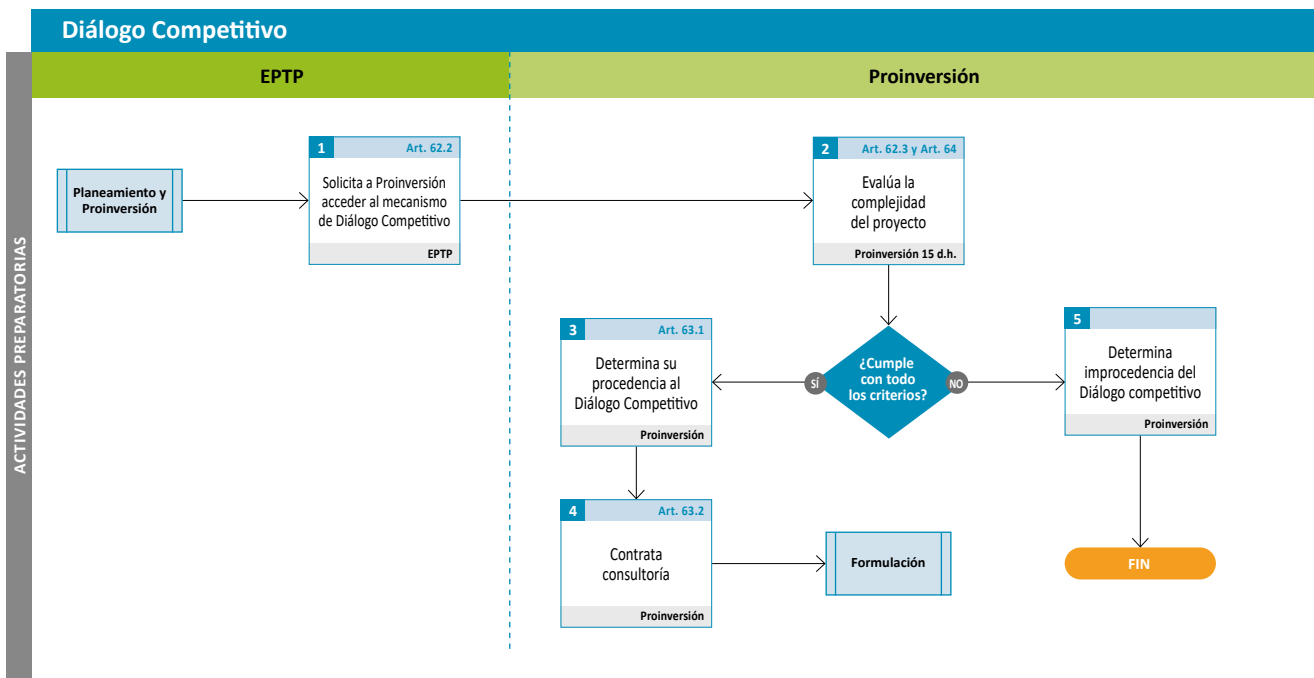 Diálogo Competitivo
EPTP
Proinversión
ACTIVIDADES PREPARATORIAS
Planeamiento y
Proinversión
1
Art. 62.2
Solicita a Proinversión
acceder al mecanismo
de Diálogo Competitivo
EPTP
2
Art. 62.3 y Art. 64
Evalúa la
complejidad
del proyecto
Proinversión 15 d.h.
¿Cumple
con todo
los criterios?
SÍ
NO
3
Art. 63.1
Determina su
procedencia al
Diálogo Competitivo
Proinversión
5
Determina
improcedencia del
Diálogo competitivo
Proinversión
4
Art. 63.2
Contrata
consultoría
Proinversión
Formulación
FIN